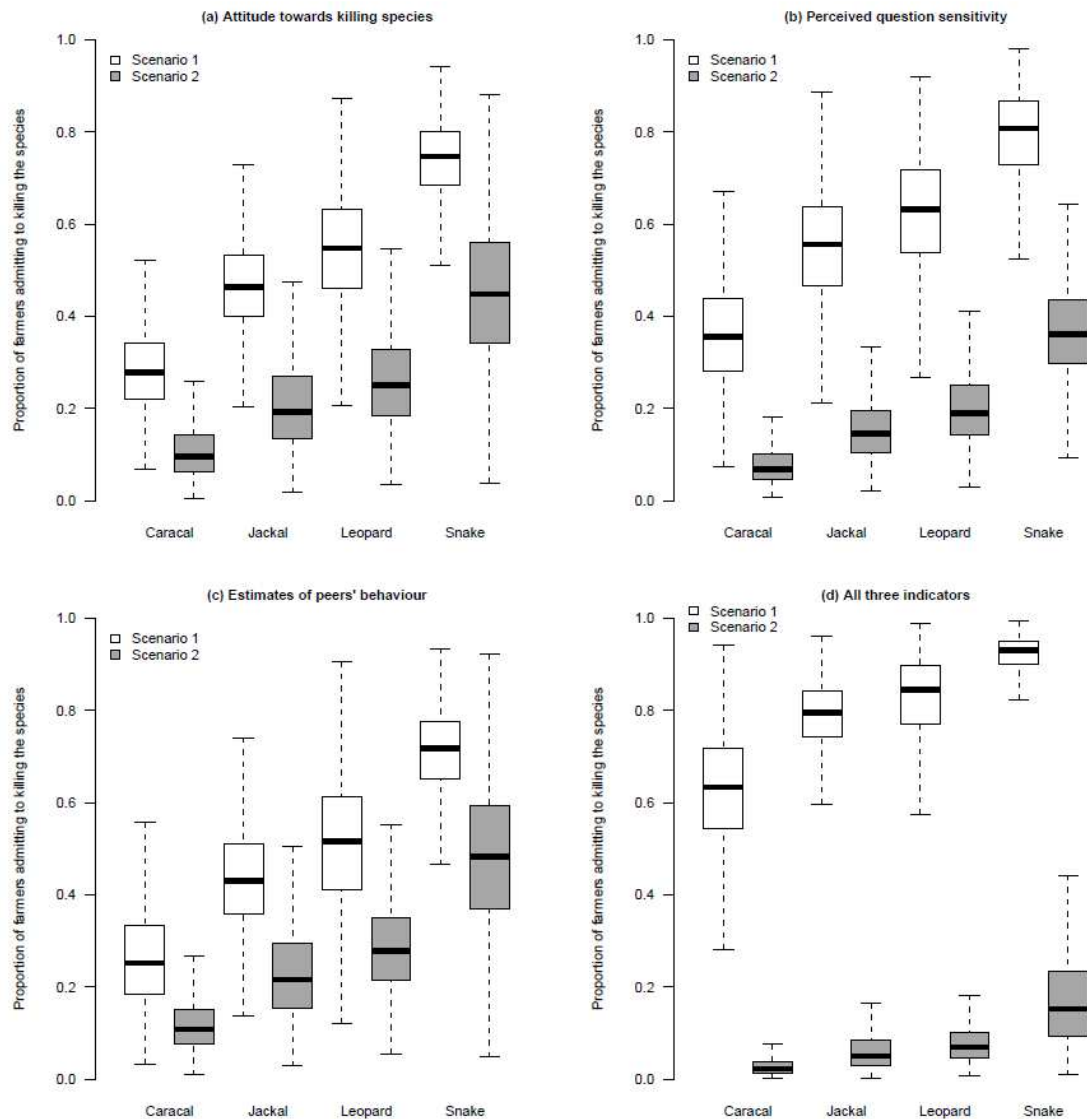 (a) Attitude towards killing species
Scenario 1
Scenario 2
Proportion of farmers admitting to killing the species
1.0
0.8
0.6
0.4
0.2
0.0
Caracal Jackal Leopard Snake
(b) Perceived question sensitivity
Scenario 1
Scenario 2
Proportion of farmers admitting to killing the species
1.0
0.8
0.6
0.4
0.2
0.0
Caracal Jackal Leopard Snake
(c) Estimates of peers' behaviour
Scenario 1
Scenario 2
Proportion of farmers admitting to killing the species
1.0
0.8
0.6
0.4
0.2
0.0
Caracal Jackal Leopard Snake
(d) All three indicators
Scenario 1
Scenario 2
Proportion of farmers admitting to killing the species
1.0
0.8
0.6
0.4
0.2
0.0
Caracal Jackal Leopard Snake